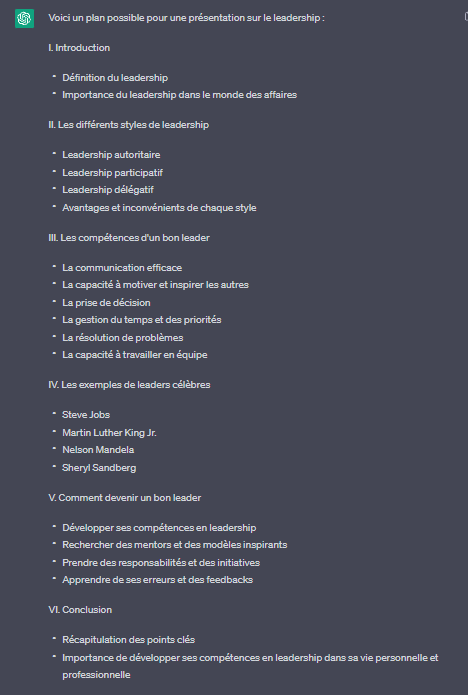 Voici un plan possible pour une présentation sur le leadership :
I. Introduction
• Définition du leadership
• Importance du leadership dans le monde des affaires
II. Les différents styles de leadership
• Leadership autoritaire
• Leadership participatif
• Leadership délégatif
• Avantages et inconvénients de chaque style
III. Les compétences d'un bon leader
• La communication efficace
• La capacité à motiver et inspirer les autres
• La prise de décision
• La gestion du temps et des priorités
• La résolution de problèmes
• La capacité à travailler en équipe
IV. Les exemples de leaders célèbres
• Steve Jobs
• Martin Luther King Jr.
• Nelson Mandela
• Sheryl Sandberg
V. Comment devenir un bon leader
• Développer ses compétences en leadership
• Rechercher des mentors et des modèles inspirants
• Prendre des responsabilités et des initiatives
• Apprendre de ses erreurs et des feedbacks
VI. Conclusion
• Récapitulation des points clés
• Importance de développer ses compétences en leadership dans sa vie personnelle et
professionnelle